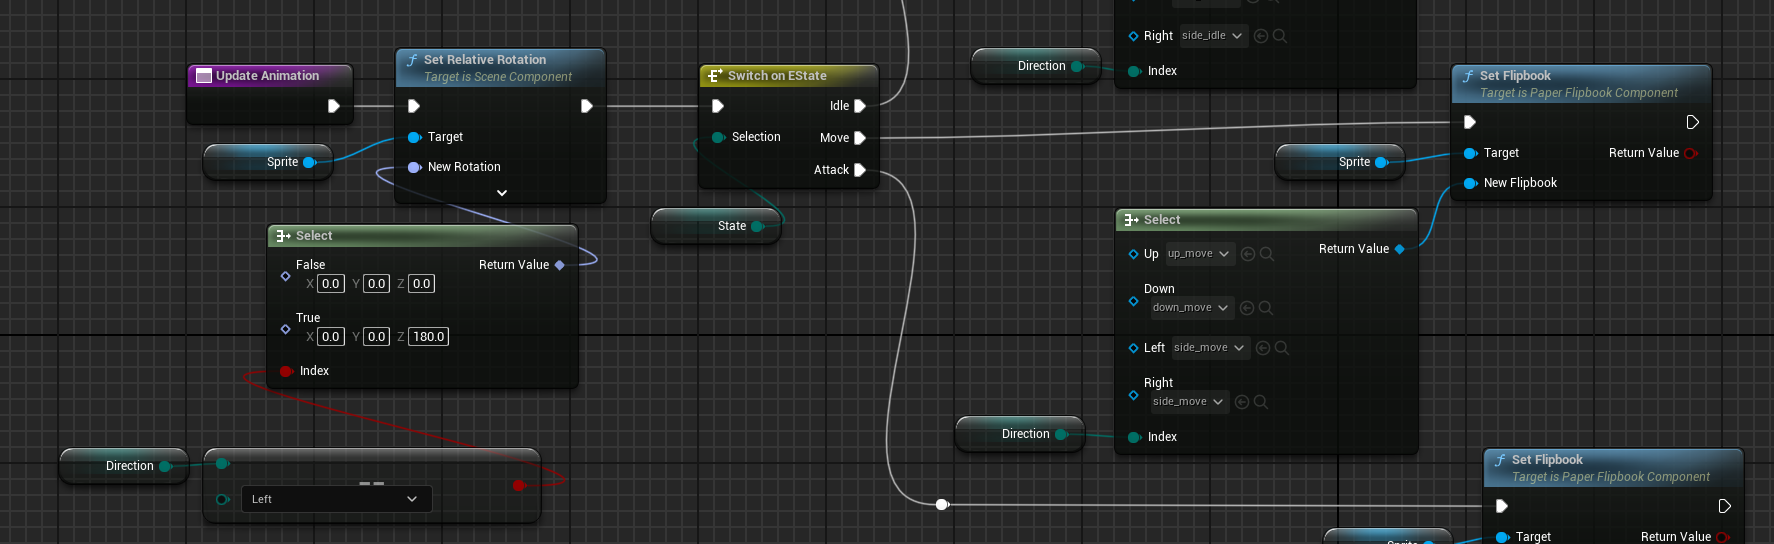 Update Animation
Sprite
Set Relative Rotation
Target is Scene Component
Target
New Rotation
Select
False
Return Value
X 0.0 Y 0.0 Z 0.0
True
X 0.0 Y 0.0 Z 180.0
Index
Direction
==
Left
Switch on EState
Idle
Selection
Move
Attack
State
Right side_idle
Direction
Index
Set Flipbook
Target is Paper Flipbook Component
Sprite
Target
Return Value
New Flipbook
Select
Up up_move
Return Value
Down
down_move
Left side_move
Right
side_move
Direction
Index
Set Flipbook
Target is Paper Flipbook Component
Sprite
Target
Return Value